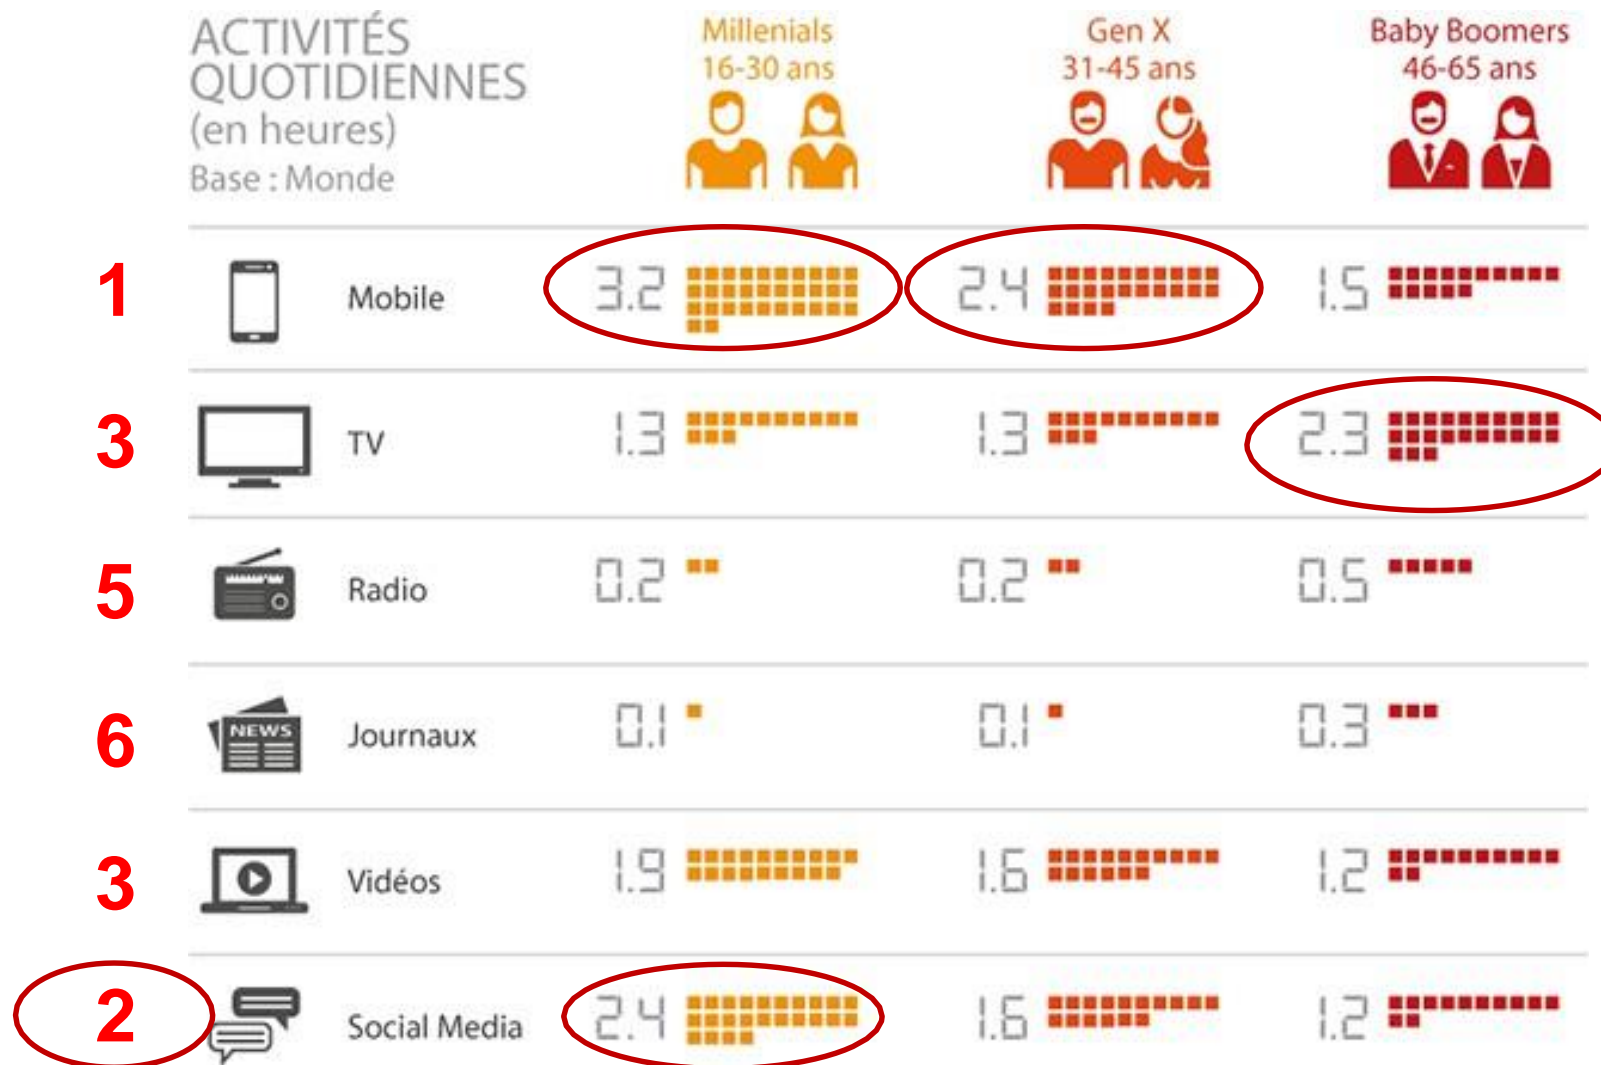 ACTIVITÉS
QUOTIDIENNES
(en heures)
Base : Monde
Millenials
16-30 ans
Gen X
31-45 ans
Baby Boomers
46-65 ans
1 Mobile 3.2 2.4 1.5
3 TV 1.3 1.3 2.3
5 Radio 0.2 0.2 0.5
6 NEWS Journaux 0.1 0.1 0.3
3 Vidéos 1.9 1.6 1.2
2 Social Media 2.4 1.6 1.2